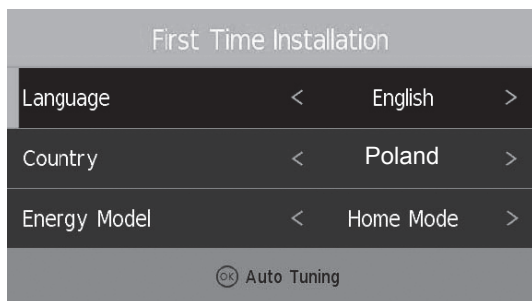 First Time Installation
Language < English >
Country < Poland >
Energy Model < Home Mode >
OK Auto Tuning